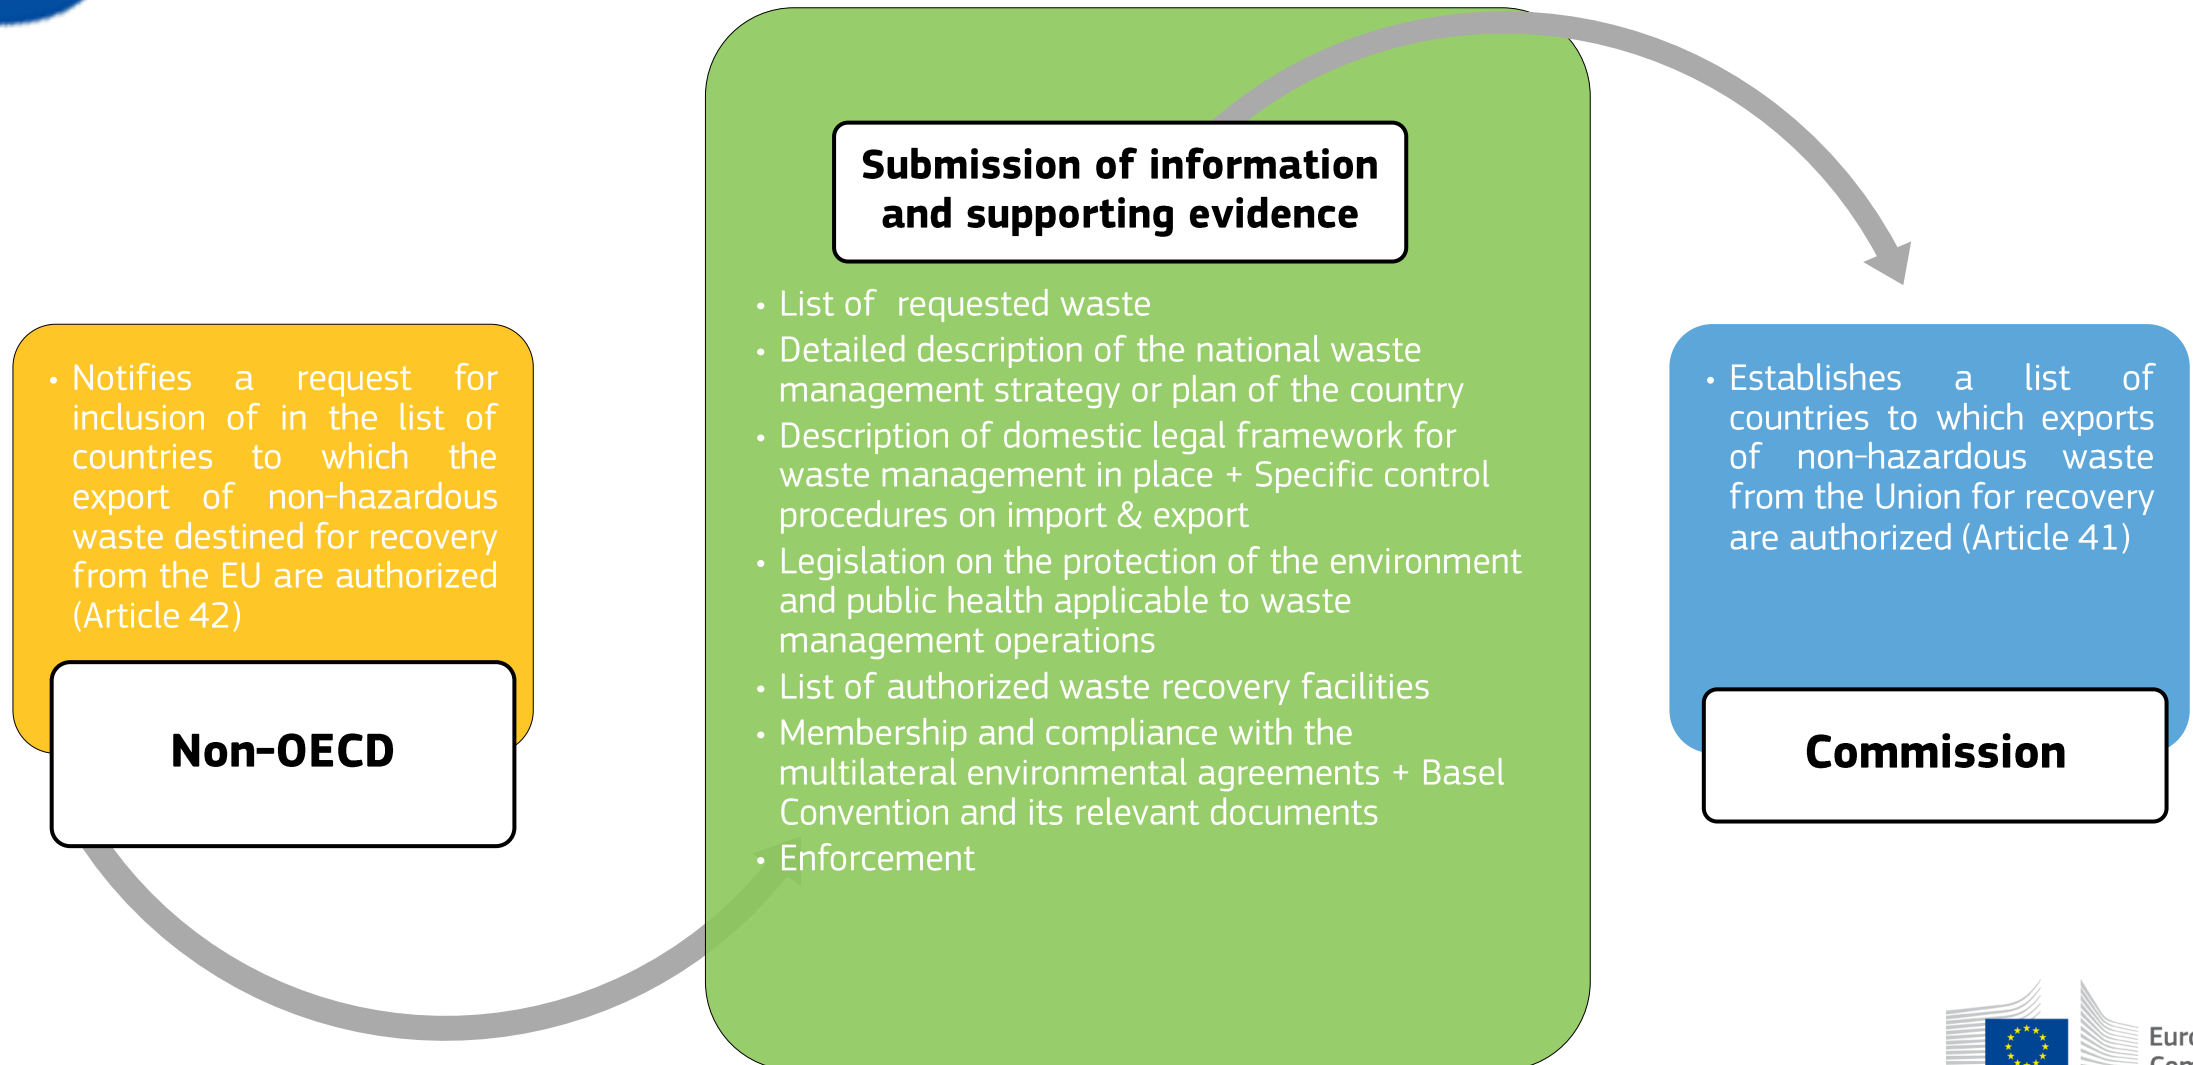 • Notifies a request for
inclusion of in the list of
countries to which the
export of non-hazardous
waste destined for recovery
from the EU are authorized
(Article 42)
Non-OECD
Submission of information
and supporting evidence
• List of requested waste
• Detailed description of the national waste
management strategy or plan of the country
• Description of domestic legal framework for
waste management in place + Specific control
procedures on import & export
• Legislation on the protection of the environment
and public health applicable to waste
management operations
• List of authorized waste recovery facilities
• Membership and compliance with the
multilateral environmental agreements + Basel
Convention and its relevant documents
• Enforcement
• Establishes a list of
countries to which exports
of non-hazardous waste
from the Union for recovery
are authorized (Article 41)
Commission